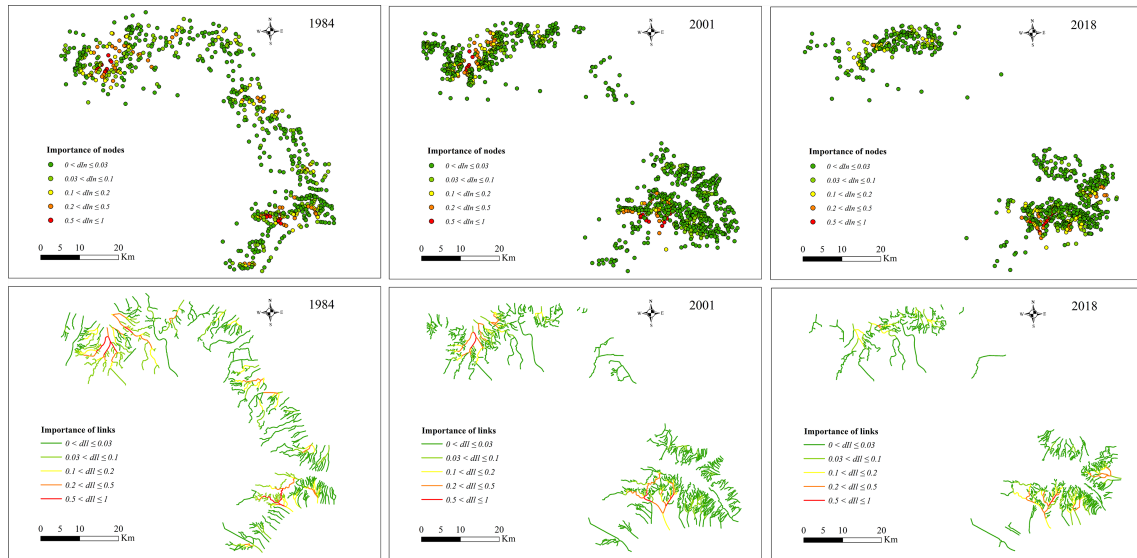 1984
N
W E
S
Importance of nodes
0 < dIn ≤ 0.03
0.03 < dIn ≤ 0.1
0.1 < dIn ≤ 0.2
0.2 < dIn ≤ 0.5
0.5 < dIn ≤ 1
0 10 20
Km
2001
N
W E
S
Importance of nodes
0 < dIn ≤ 0.03
0.03 < dIn ≤ 0.1
0.1 < dIn ≤ 0.2
0.2 < dIn ≤ 0.5
0.5 < dIn ≤ 1
0 10 20
Km
2018
N
W E
S
Importance of nodes
0 < dIn ≤ 0.03
0.03 < dIn ≤ 0.1
0.1 < dIn ≤ 0.2
0.2 < dIn ≤ 0.5
0.5 < dIn ≤ 1
0 10 20
Km
1984
N
W E
S
Importance of links
0 < dIl ≤ 0.03
0.03 < dIl ≤ 0.1
0.1 < dIl ≤ 0.2
0.2 < dIl ≤ 0.5
0.5 < dIl ≤ 1
0 10 20
Km
2001
N
W E
S
Importance of links
0 < dIl ≤ 0.03
0.03 < dIl ≤ 0.1
0.1 < dIl ≤ 0.2
0.2 < dIl ≤ 0.5
0.5 < dIl ≤ 1
0 10 20
Km
2018
N
W E
S
Importance of links
0 < dIl ≤ 0.03
0.03 < dIl ≤ 0.1
0.1 < dIl ≤ 0.2
0.2 < dIl ≤ 0.5
0.5 < dIl ≤ 1
0 10 20
Km